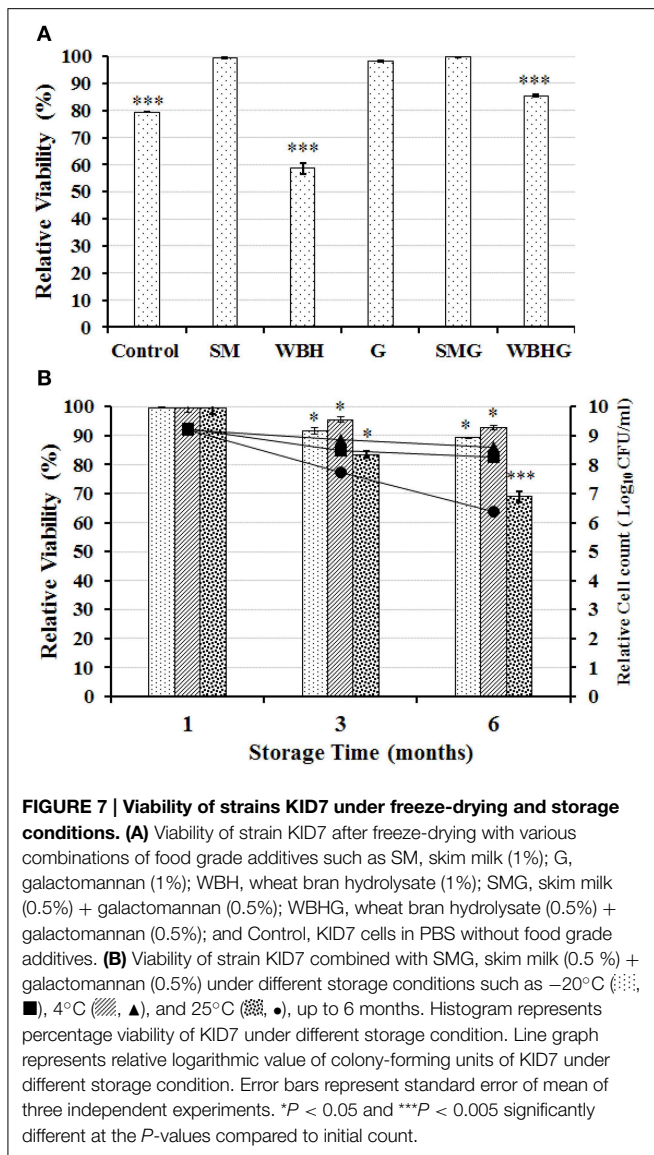 A
Relative Viability (%)
100
90
80
70
60
50
40
30
20
10
0
***
***
***
Control SM WBH G SMG WBHG
B
Relative Viability (%)
100
90
80
70
60
50
40
30
20
10
0
* * *
* * ***
10
9
8
7
6
5
4
3
2
1
0
Relative Cell count ( Log10 CFU/ml)
1 3 6
Storage Time (months)
FIGURE 7 | Viability of strains KID7 under freeze-drying and storage
conditions. (A) Viability of strain KID7 after freeze-drying with various
combinations of food grade additives such as SM, skim milk (1%); G,
galactomannan (1%); WBH, wheat bran hydrolysate (1%); SMG, skim milk
(0.5%) + galactomannan (0.5%); WBHG, wheat bran hydrolysate (0.5%) +
galactomannan (0.5%); and Control, KID7 cells in PBS without food grade
additives. (B) Viability of strain KID7 combined with SMG, skim milk (0.5 %) +
galactomannan (0.5%) under different storage conditions such as −20°C (,
■), 4°C (, ▲), and 25°C (, ●), up to 6 months. Histogram represents
percentage viability of KID7 under different storage condition. Line graph
represents relative logarithmic value of colony-forming units of KID7 under
different storage condition. Error bars represent standard error of mean of
three independent experiments. *P < 0.05 and ***P < 0.005 significantly
different at the P-values compared to initial count.